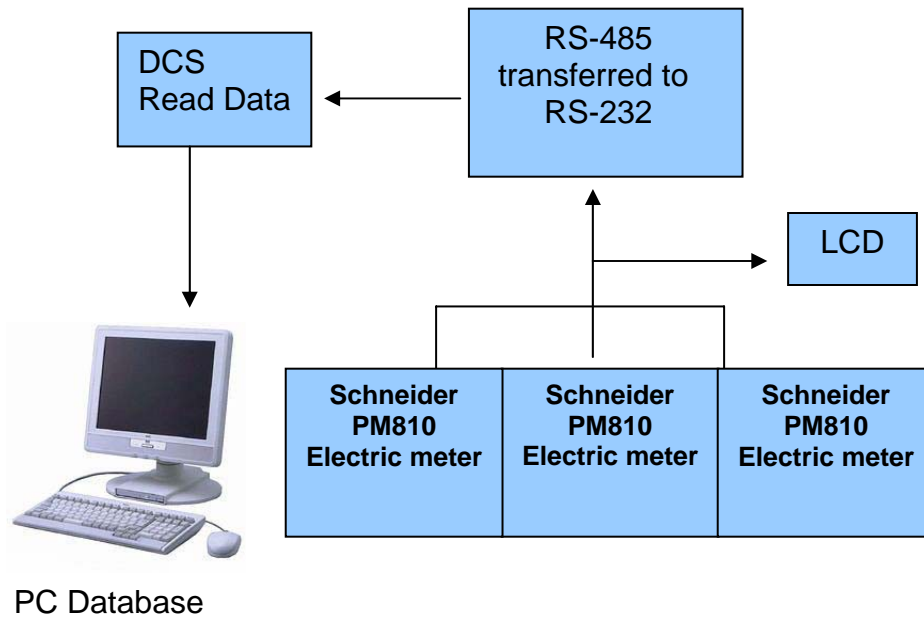 DCS
Read Data
RS-485
transferred to
RS-232
LCD
Schneider
PM810
Electric meter
Schneider
PM810
Electric meter
Schneider
PM810
Electric meter
PC Database